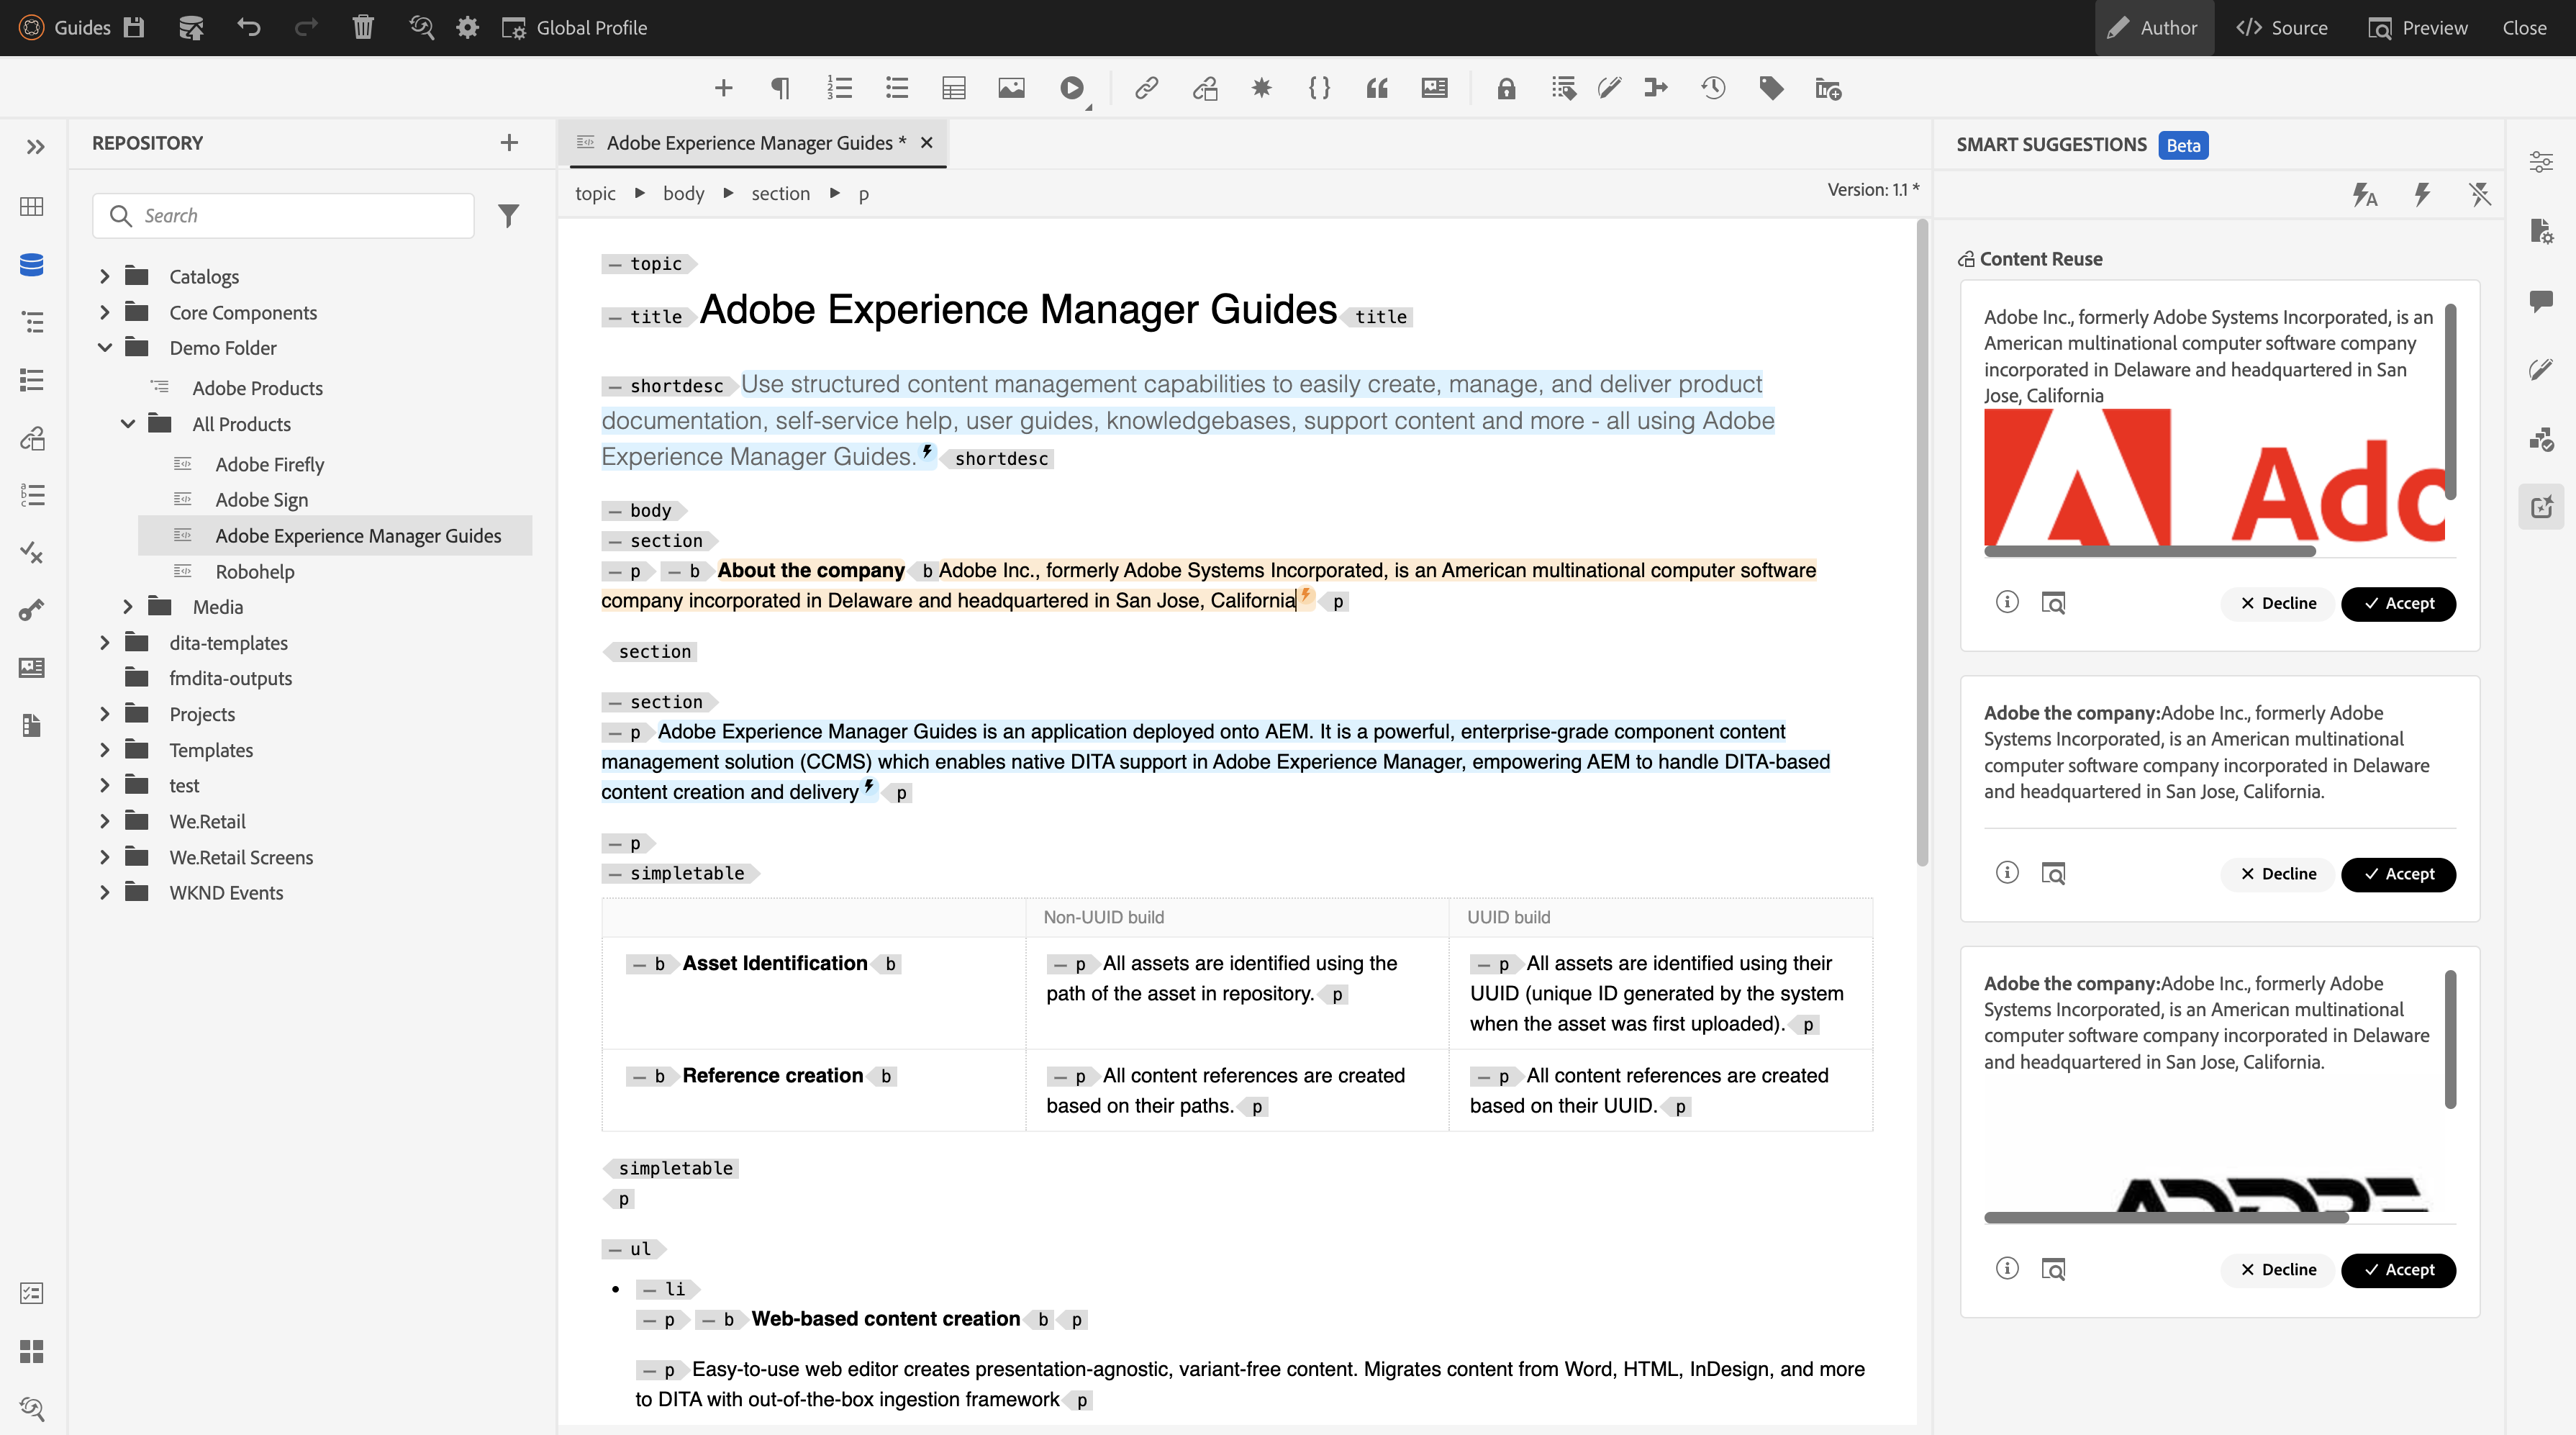 Guides Global Profile Author Source Preview Close
REPOSITORY
Search
Catalogs
Core Components
Demo Folder
Adobe Products
All Products
Adobe Firefly
Adobe Sign
Adobe Experience Manager Guides
Robohelp
Media
dita-templates
fmdita-outputs
Projects
Templates
test
We.Retail
We.Retail Screens
WKND Events
Adobe Experience Manager Guides *
topic body section p
Version: 1.1 *
topic
title Adobe Experience Manager Guides title
shortdesc Use structured content management capabilities to easily create, manage, and deliver product
documentation, self-service help, user guides, knowledgebases, support content and more - all using Adobe
Experience Manager Guides. shortdesc
body
section
p b About the company b Adobe Inc., formerly Adobe Systems Incorporated, is an American multinational computer software
company incorporated in Delaware and headquartered in San Jose, California p
section
section
p Adobe Experience Manager Guides is an application deployed onto AEM. It is a powerful, enterprise-grade component content
management solution (CCMS) which enables native DITA support in Adobe Experience Manager, empowering AEM to handle DITA-based
content creation and delivery p
p
simpletable
Non-UUID build UUID build
b Asset Identification b
p All assets are identified using the
path of the asset in repository. p
p All assets are identified using their
UUID (unique ID generated by the system
when the asset was first uploaded). p
b Reference creation b
p All content references are created
based on their paths. p
p All content references are created
based on their UUID. p
simpletable
p
ul
li
p b Web-based content creation b p
p Easy-to-use web editor creates presentation-agnostic, variant-free content. Migrates content from Word, HTML, InDesign, and more
to DITA with out-of-the-box ingestion framework p
SMART SUGGESTIONS Beta
Content Reuse
Adobe Inc., formerly Adobe Systems Incorporated, is an
American multinational computer software company
incorporated in Delaware and headquartered in San
Jose, California
Ado
Decline Accept
Adobe the company:Adobe Inc., formerly Adobe
Systems Incorporated, is an American multinational
computer software company incorporated in Delaware
and headquartered in San Jose, California.
Decline Accept
Adobe the company:Adobe Inc., formerly Adobe
Systems Incorporated, is an American multinational
computer software company incorporated in Delaware
and headquartered in San Jose, California.
ADOBE
Decline Accept